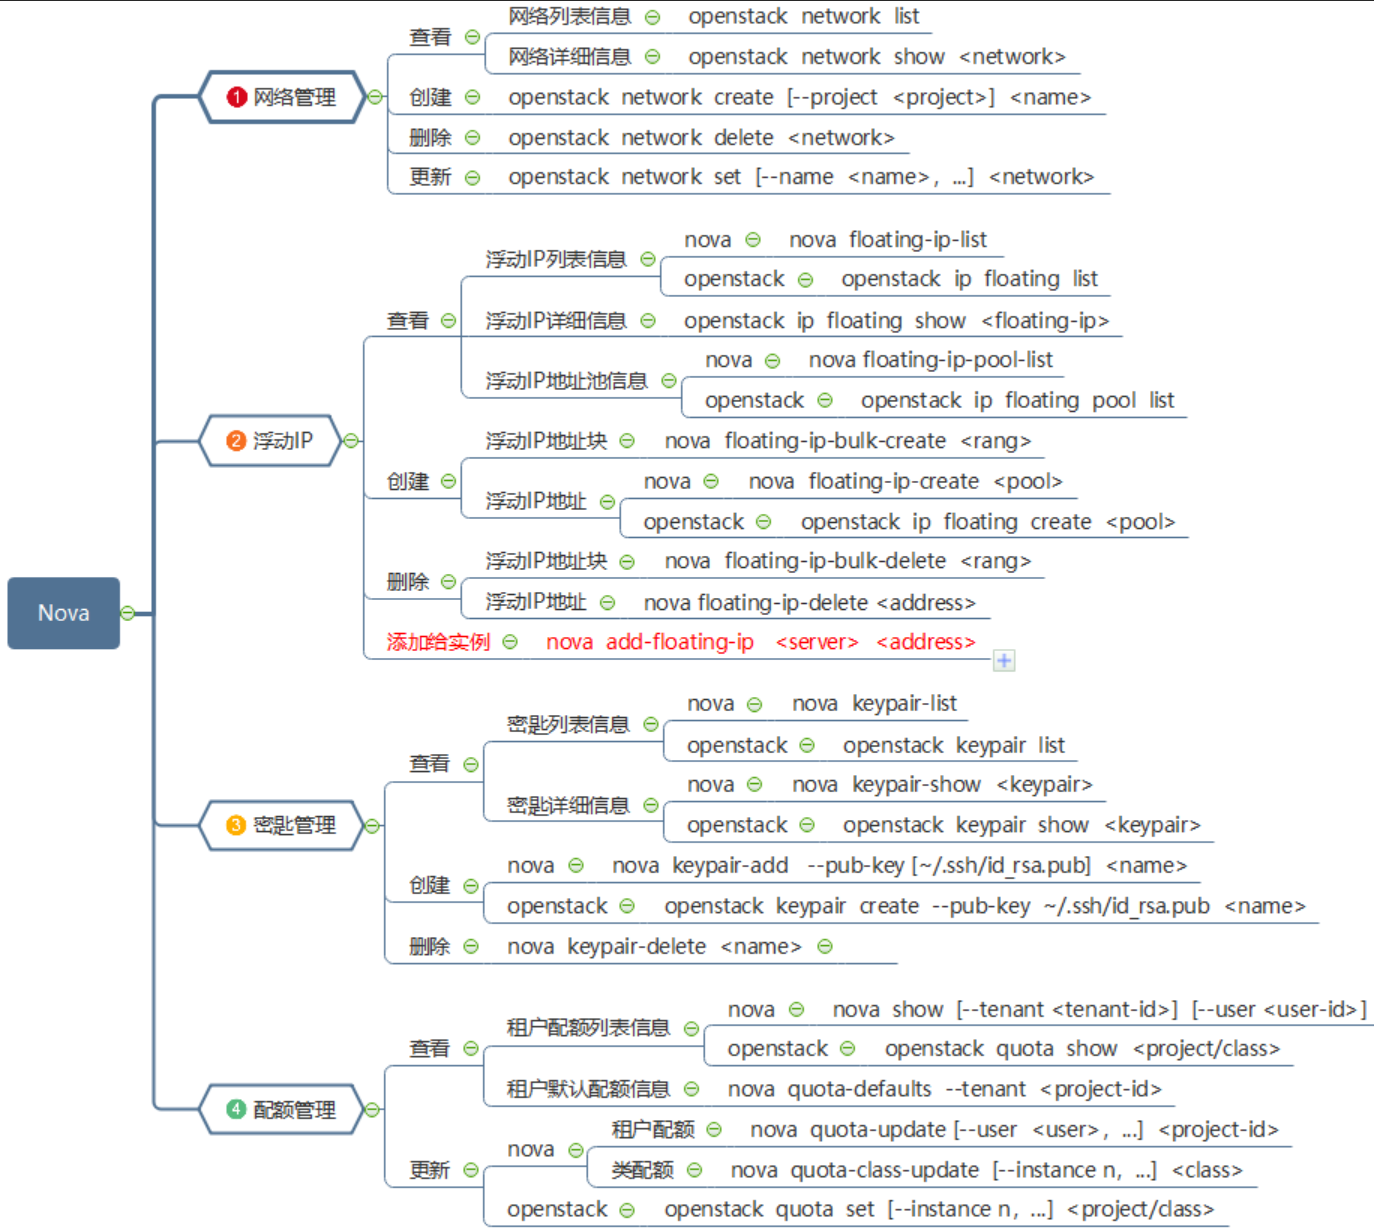 Nova
1 网络管理
查看
网络列表信息 openstack network list
网络详细信息 openstack network show <network>
创建 openstack network create [--project <project>] <name>
删除 openstack network delete <network>
更新 openstack network set [--name <name>, ...] <network>
2 浮动IP
查看
浮动IP列表信息
nova nova floating-ip-list
openstack openstack ip floating list
浮动IP详细信息 openstack ip floating show <floating-ip>
浮动IP地址池信息
nova nova floating-ip-pool-list
openstack openstack ip floating pool list
创建
浮动IP地址块 nova floating-ip-bulk-create <rang>
浮动IP地址
nova nova floating-ip-create <pool>
openstack openstack ip floating create <pool>
删除
浮动IP地址块 nova floating-ip-bulk-delete <rang>
浮动IP地址 nova floating-ip-delete <address>
添加给实例 nova add-floating-ip <server> <address>
3 密匙管理
查看
密匙列表信息
nova nova keypair-list
openstack openstack keypair list
密匙详细信息
nova nova keypair-show <keypair>
openstack openstack keypair show <keypair>
创建
nova nova keypair-add --pub-key [~/.ssh/id_rsa.pub] <name>
openstack openstack keypair create --pub-key ~/.ssh/id_rsa.pub <name>
删除 nova keypair-delete <name>
4 配额管理
查看
租户配额列表信息
nova nova show [--tenant <tenant-id>] [--user <user-id>]
openstack openstack quota show <project/class>
租户默认配额信息 nova quota-defaults --tenant <project-id>
更新
nova
租户配额 nova quota-update [--user <user>, ...] <project-id>
类配额 nova quota-class-update [--instance n, ...] <class>
openstack openstack quota set [--instance n, ...] <project/class>